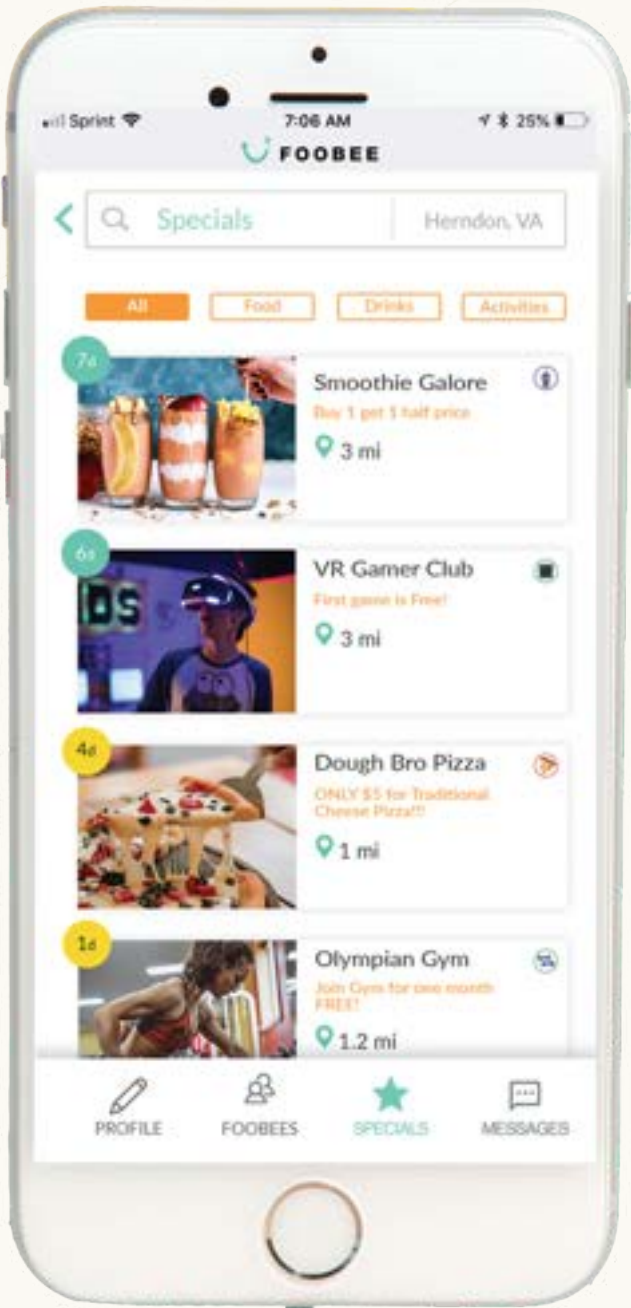 Sprint
7:06 AM
25%
FOOBEE
Specials
Herndon, VA
All
Food
Drinks
Activities
7d
Smoothie Galore
Buy 1 get 1 half price
3 mi
6d
IDS
VR Gamer Club
First game is Free!
3 mi
4d
Dough Bro Pizza
ONLY $5 for Traditional
Cheese Pizza!!!
1 mi
1d
Olympian Gym
Join Gym for one month
FREE!
1.2 mi
PROFILE
FOOBEES
SPECIALS
MESSAGES